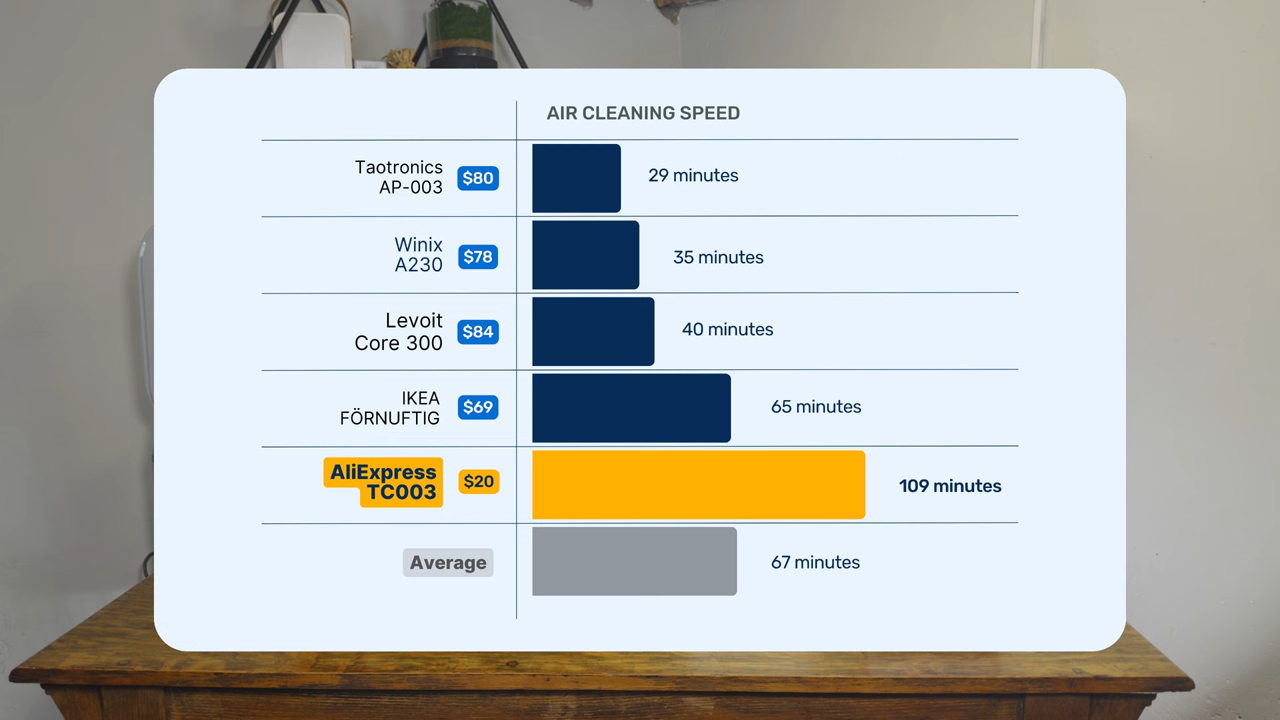 AIR CLEANING SPEED
Taotronics
AP-003
$80
29 minutes
Winix
A230
$78
35 minutes
Levoit
Core 300
$84
40 minutes
IKEA
FÖRNUFTIG
$69
65 minutes
AliExpress
TC003
$20
109 minutes
Average
67 minutes